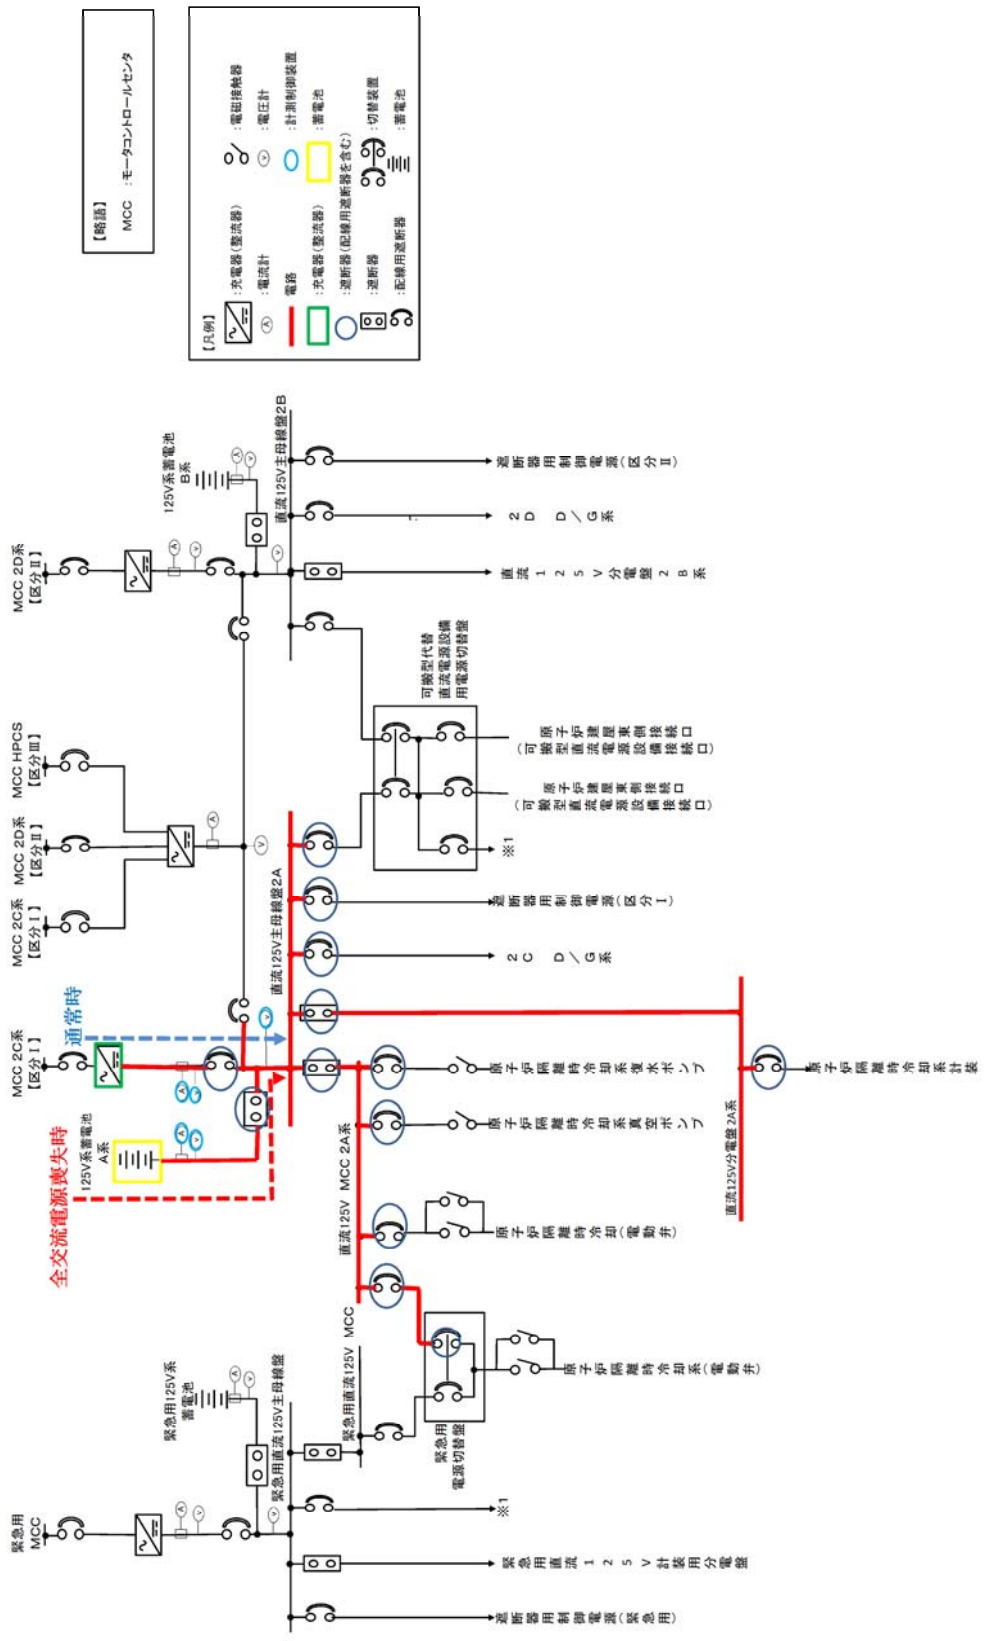 【略語】
MCC ：モータコントロールセンタ
【凡例】
：充電器(整流器)
：電磁接触器
A
：電流計
V
：電圧計
電路
：計測制御装置
：充電器(整流器)
：蓄電池
：遮断器(配線用遮断器を含む)
：遮断器
：切替装置
：配線用遮断器
：蓄電池
緊急用
MCC
全交流電源喪失時
通常時
MCC 2C系
【区分Ⅰ】
MCC 2C系
【区分Ⅰ】
MCC 2D系
【区分Ⅱ】
MCC HPCS
【区分Ⅲ】
MCC 2D系
【区分Ⅱ】
緊急用125V系
蓄電池
125V系蓄電池
A系
125V系蓄電池
B系
A
V
A
V
V
A
V
A
V
V
A
V
A
V
A
V
V
緊急用直流125V主母線盤
直流125V主母線盤2A
直流125V主母線盤2B
緊急用直流125V MCC
直流125V MCC 2A系
可搬型代替
直流電源設備
用電源切替盤
緊急用
電源切替盤
遮断器用制御電源(緊急用)
緊急用直流125V計装用分電盤
※1
原子炉隔離時冷却系(電動弁)
原子炉隔離時冷却(電動弁)
原子炉隔離時冷却系真空ポンプ
原子炉隔離時冷却系復水ポンプ
2C D／G系
遮断器用制御電源(区分Ⅰ)
※1
原子炉建屋東側接続口
(可搬型直流電源設備接続口)
原子炉建屋東側接続口
(可搬型直流電源設備接続口)
直流125V分電盤2B系
2D D／G系
遮断器用制御電源(区分Ⅱ)
直流125V分電盤2A系
原子炉隔離時冷却系計装